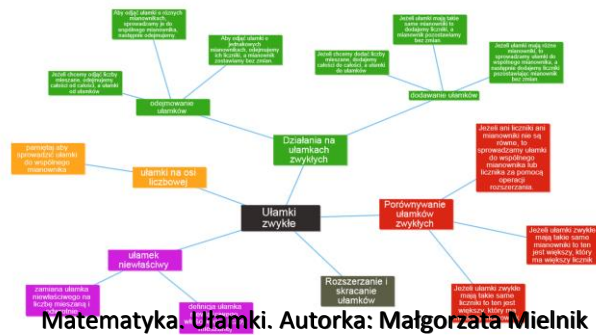 Aby odjąć ułamki o różnych
mianownikach,
sprowadzamy je do
wspólnego mianownika,
następnie odejmujemy
Aby odjąć ułamki o
jednakowych
mianownikach, odejmujemy
ich liczniki, a mianownik
zostawiamy bez zmian
Jeżeli chcemy odjąć liczby
mieszane, odejmujemy
całości od całości, a ułamki
od ułamków
odejmowanie
ułamków
Jeżeli ułamki mają takie
same mianowniki to
dodajemy liczniki, a
mianownik pozostawiamy
bez zmian
Jeżeli chcemy dodać liczby
mieszane, dodajemy
całości do całości, a ułamki
do ułamków
Jeżeli ułamki mają różne
mianowniki, to
sprowadzamy ułamki do
wspólnego mianownika, a
następnie dodajemy liczniki
pozostawiając mianownik
bez zmian
dodawanie ułamków
Działania na
ułamkach
zwykłych
pamiętaj aby
sprowadzić ułamki
do wspólnego
mianownika
ułamki na osi
liczbowej
Jeżeli ani liczniki ani
mianowniki nie są
równe, to
sprowadzamy ułamki
do wspólnego
mianownika lub
licznika za pomocą
operacji
rozszerzania.
Ułamki
zwykłe
Porównywanie
ułamków
zwykłych
Jeżeli ułamki zwykłe
mają takie same
mianowniki to ten
jest większy, który
ma większy licznik
ułamek
niewłaściwy
Rozszerzanie i
skracanie
ułamków
Jeżeli ułamki zwykłe
mają takie same
liczniki to ten jest
większy, który ma
zamiana ułamka
niewłaściwego na
liczbę mieszaną i
definicja ułamka
Matematyka. Ułamki. Autorka: Małgorzata Mielnik